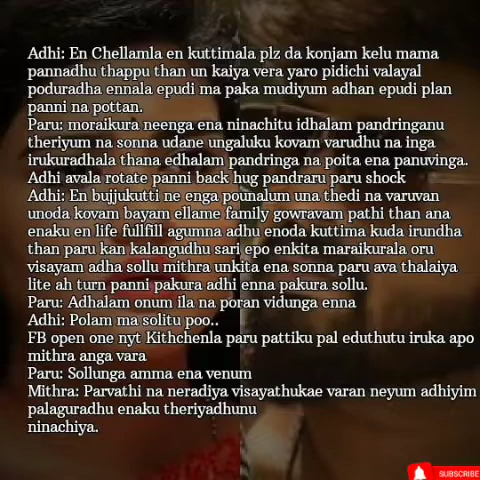 Adhi: En Chellamla en kuttimala plz da konjam kelu mama
pannadhu thappu than un kaiya vera yaro pidichi valayal
poduradha ennala epudi ma paka mudiyum adhan epudi plan
panni na pottan.
Paru: moraikura neenga ena ninachitu idhalam pandringanu
theriyum na sonna udane ungaluku kovam varudhu na inga
irukuradhala thana edhalam pandringa na poita ena panuvinga.
Adhi avala rotate panni back hug pandraru paru shock
Adhi: En bujjukutti ne enga pounalum una thedi na varuvan
unoda kovam bayam ellame family gowravam pathi than ana
enaku en life fullfill agumna adhu enoda kuttima kuda irundha
than paru kan kalangudhu sari epo enkita maraikurala oru
visayam adha sollu mithra unkita ena sonna paru ava thalaiya
lite ah turn panni pakura adhi enna pakura sollu.
Paru: Adhalam onum ila na poran vidunga enna
Adhi: Polam ma solitu poo..
FB open one nyt Kithchenla paru pattiku pal eduthutu iruka apo
mithra anga vara
Paru: Sollunga amma ena venum
Mithra: Parvathi na neradiya visayathukae varan neyum adhiyim
palaguradhu enaku theriyadhunu
ninachiya.
SUBSCRIBE